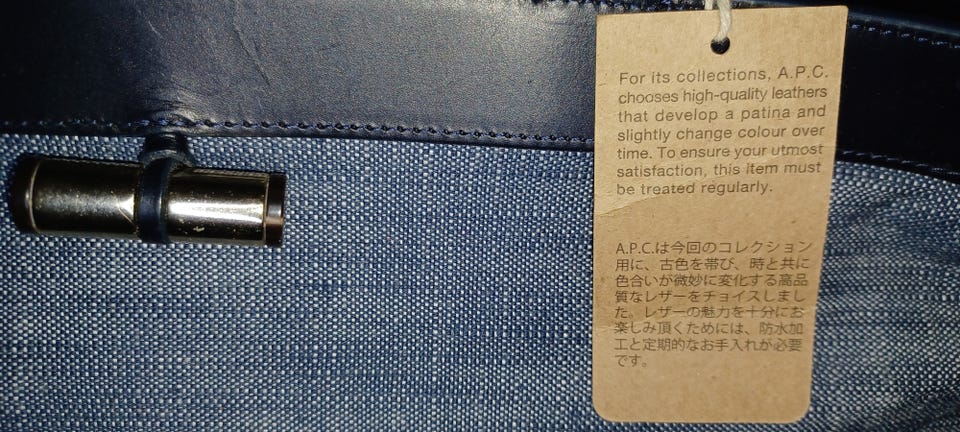 For its collections, A.P.C.
chooses high-quality leathers
that develop a patina and
slightly change colour over
time. To ensure your utmost
satisfaction, this item must
be treated regularly.
A.P.C.は今回のコレクション
用に、古色を帯び、時と共に
色合いが微妙に変化する高品
質なレザーをチョイスしまし
た。レザーの魅力を十分にお
楽しみ頂くためには、防水加
工と定期的なお手入れが必要
です。